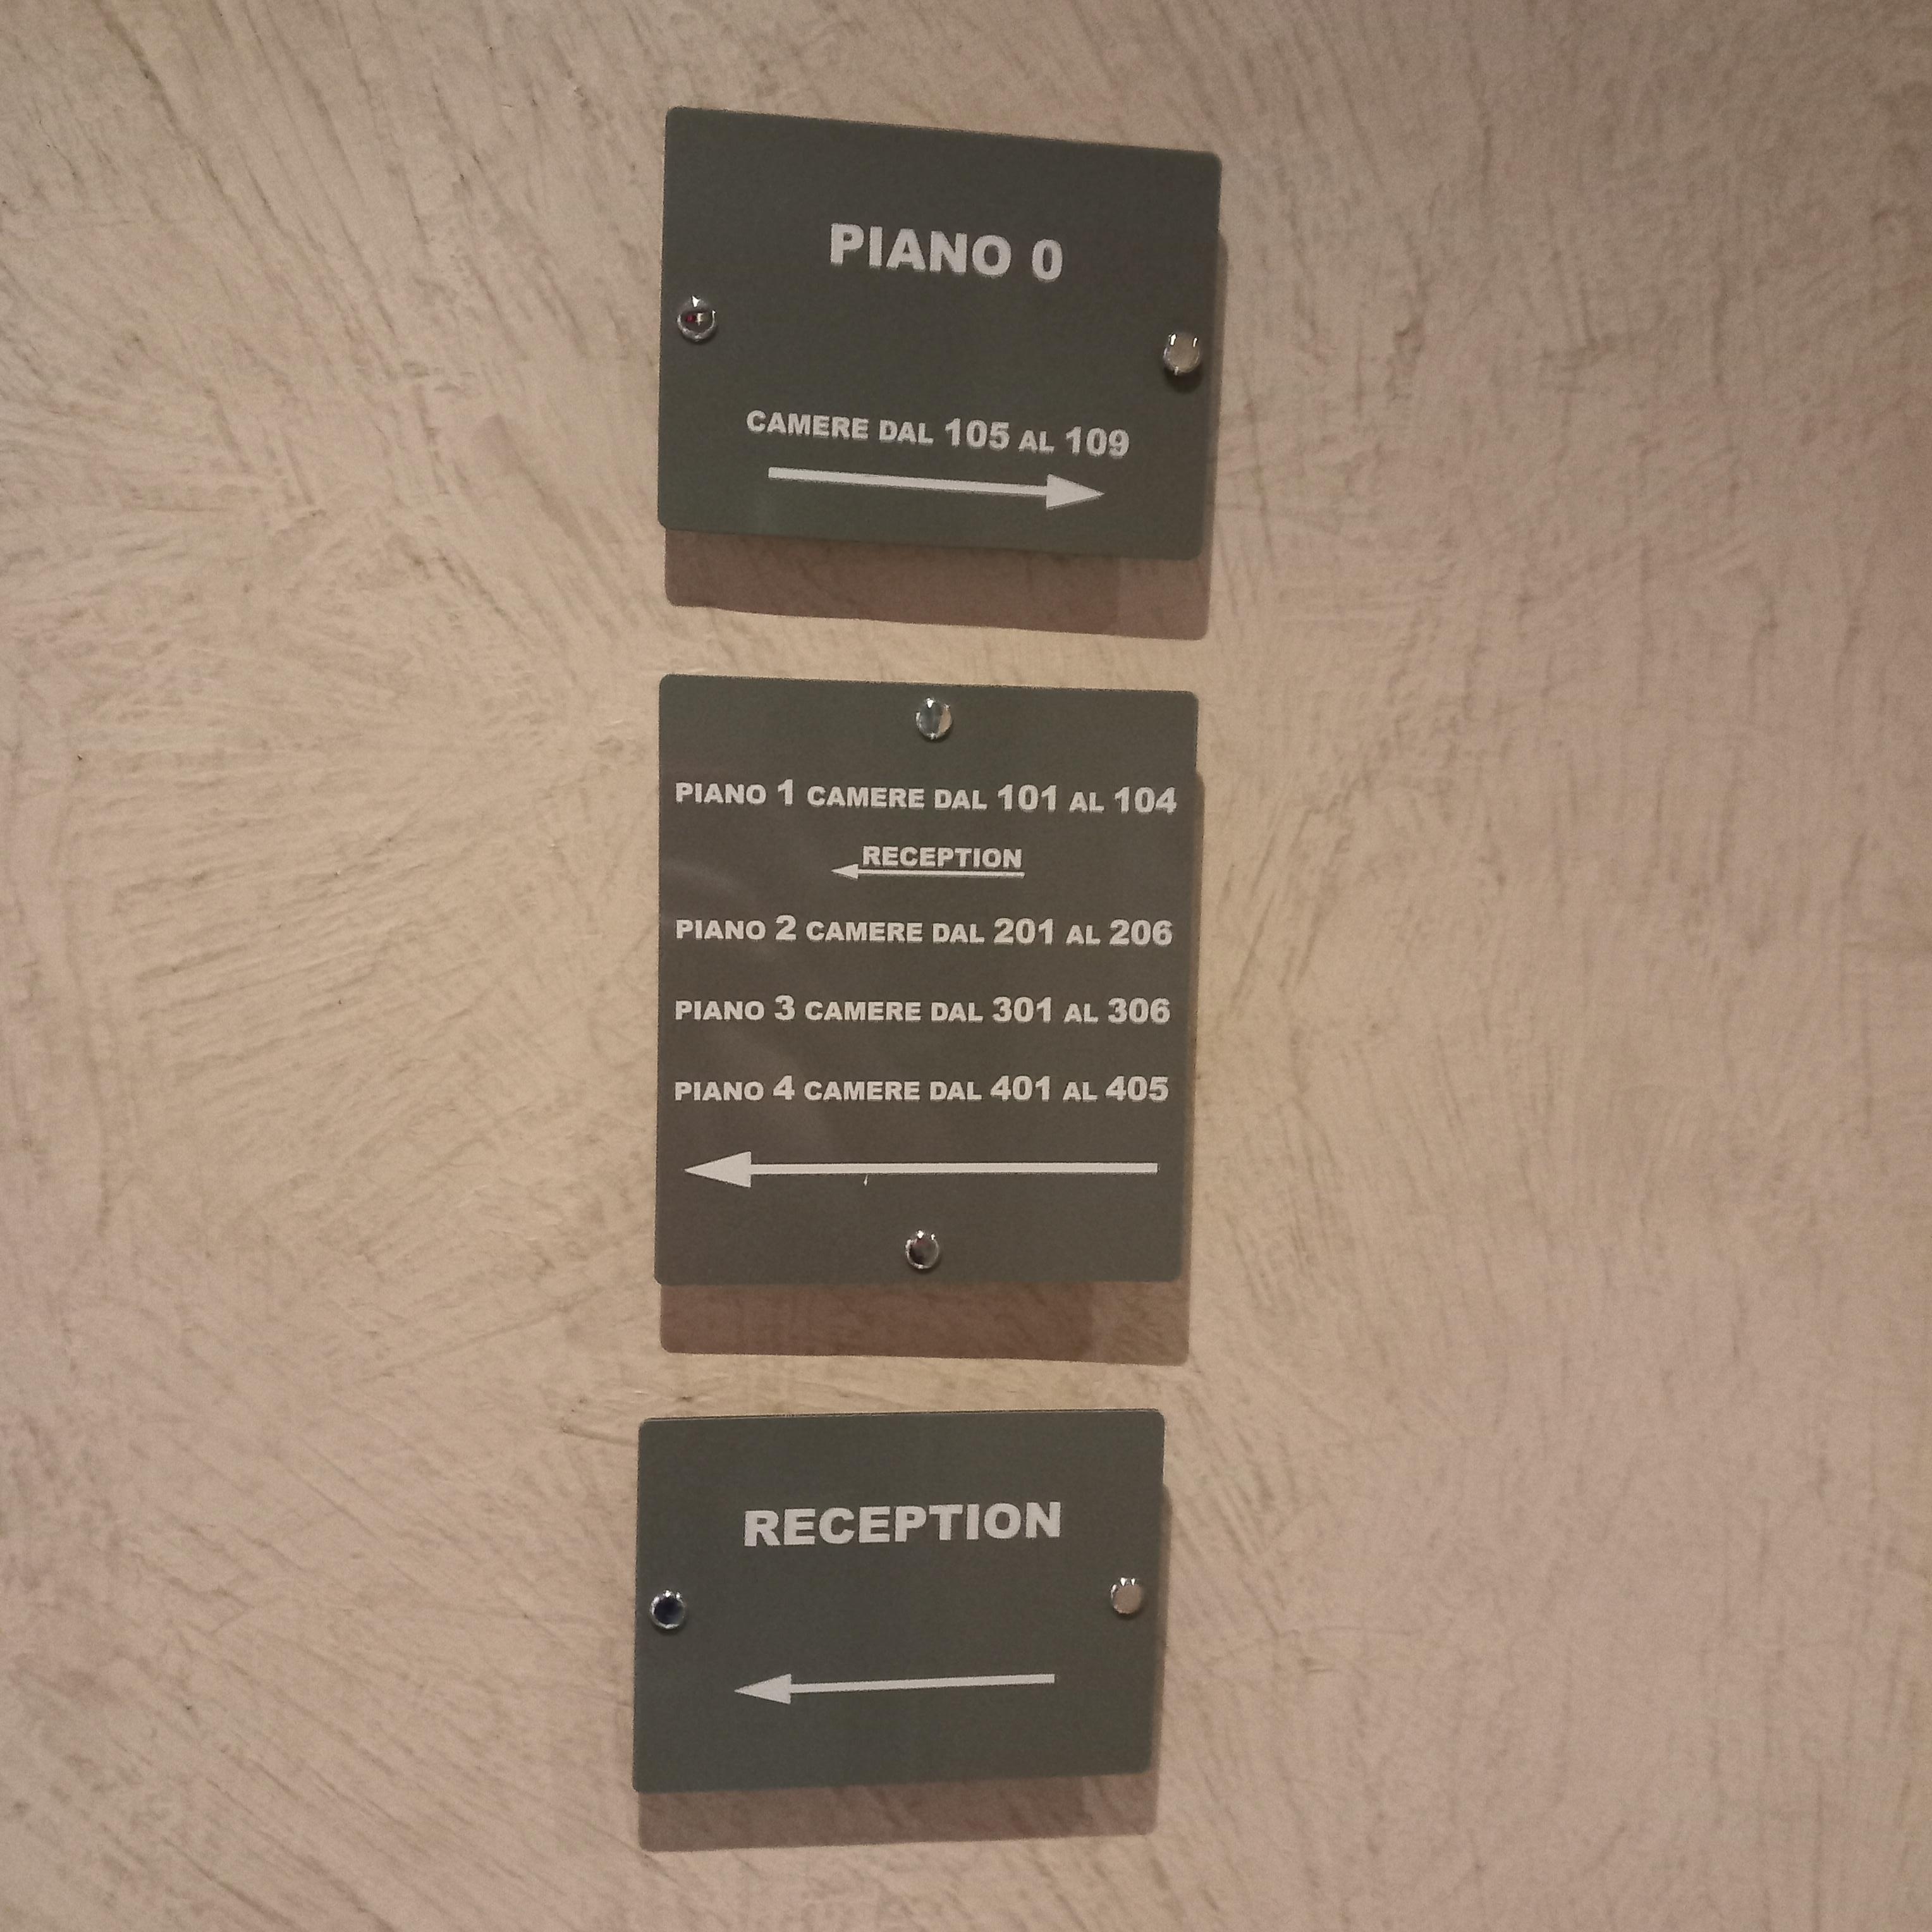 PIANO 0
CAMERE DAL 105 AL 109
PIANO 1 CAMERE DAL 101 AL 104
RECEPTION
PIANO 2 CAMERE DAL 201 AL 206
PIANO 3 CAMERE DAL 301 AL 306
PIANO 4 CAMERE DAL 401 AL 405
RECEPTION